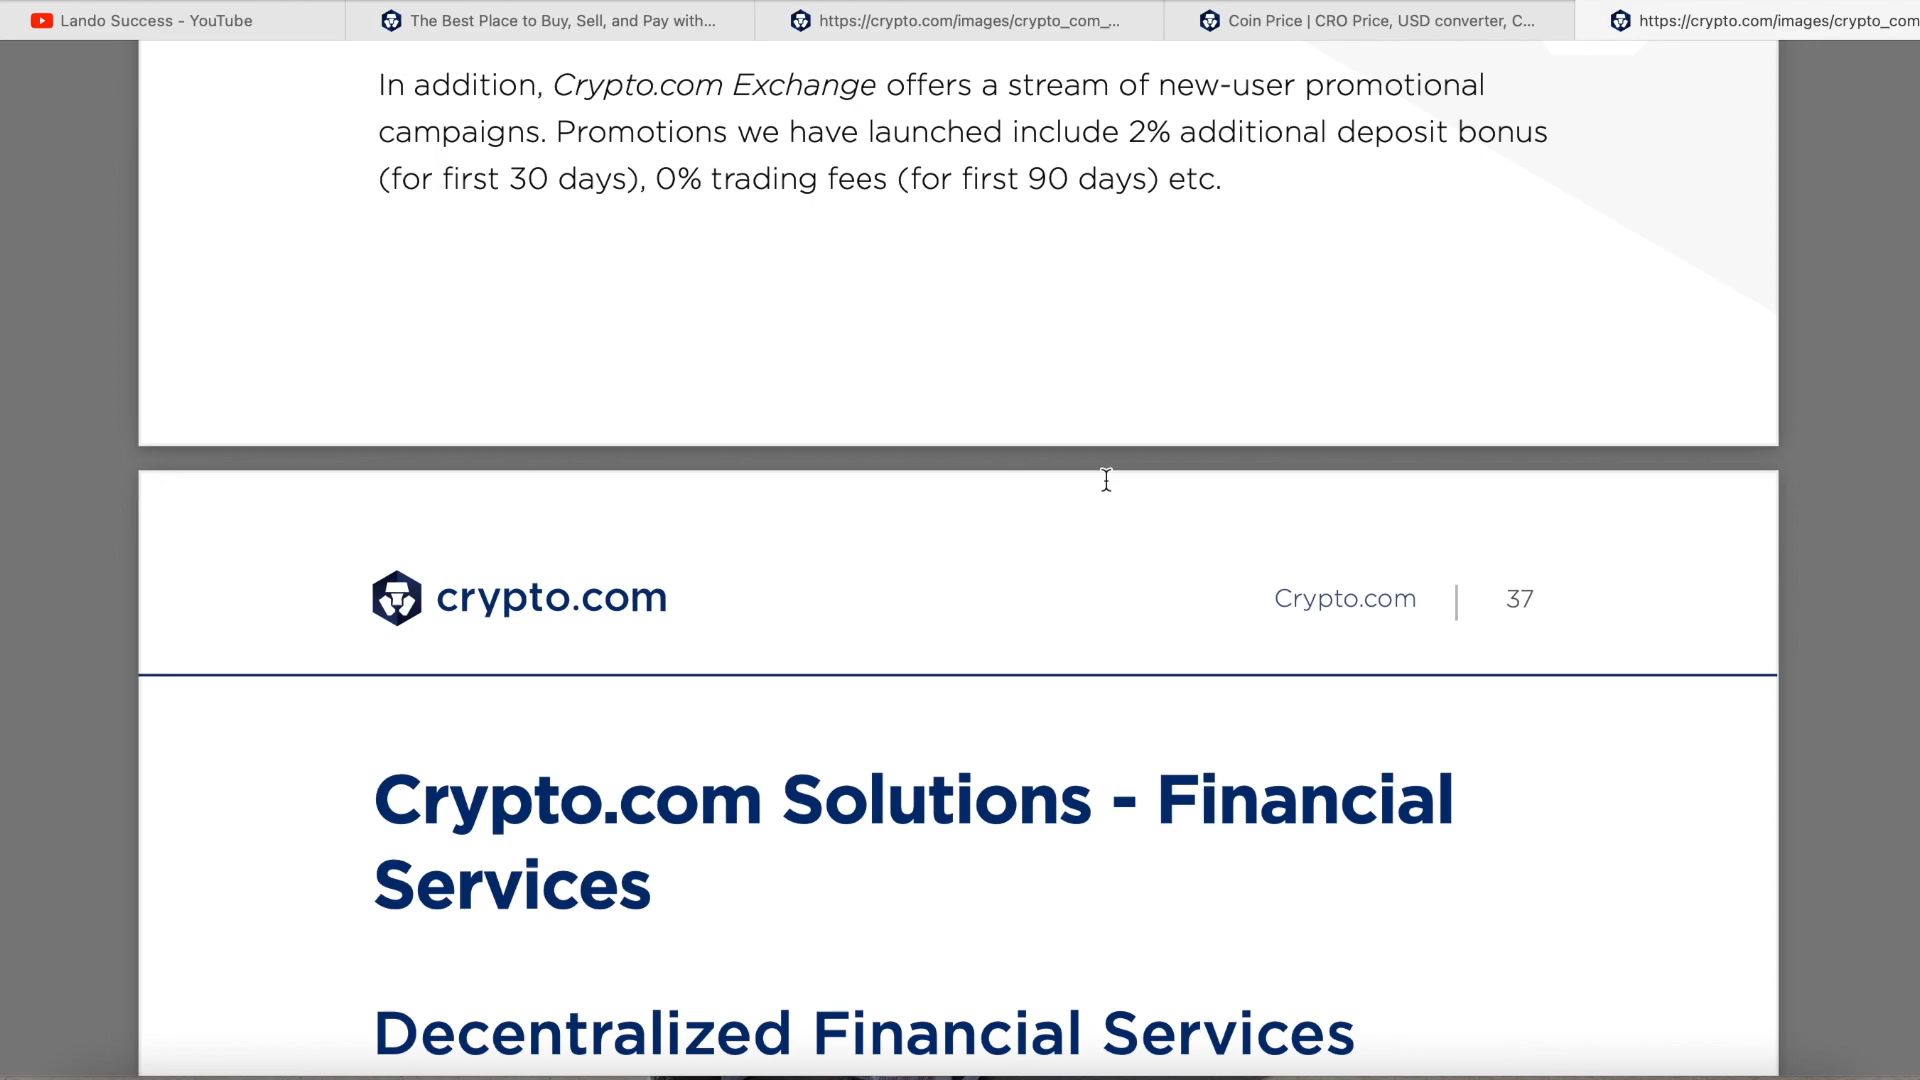 Lando Success - YouTube
The Best Place to Buy, Sell, and Pay with...
https://crypto.com/images/crypto_com_...
Coin Price | CRO Price, USD converter, C...
https://crypto.com/images/crypto_com
In addition, Crypto.com Exchange offers a stream of new-user promotional
campaigns. Promotions we have launched include 2% additional deposit bonus
(for first 30 days), 0% trading fees (for first 90 days) etc.
crypto.com
Crypto.com | 37
Crypto.com Solutions - Financial
Services
Decentralized Financial Services